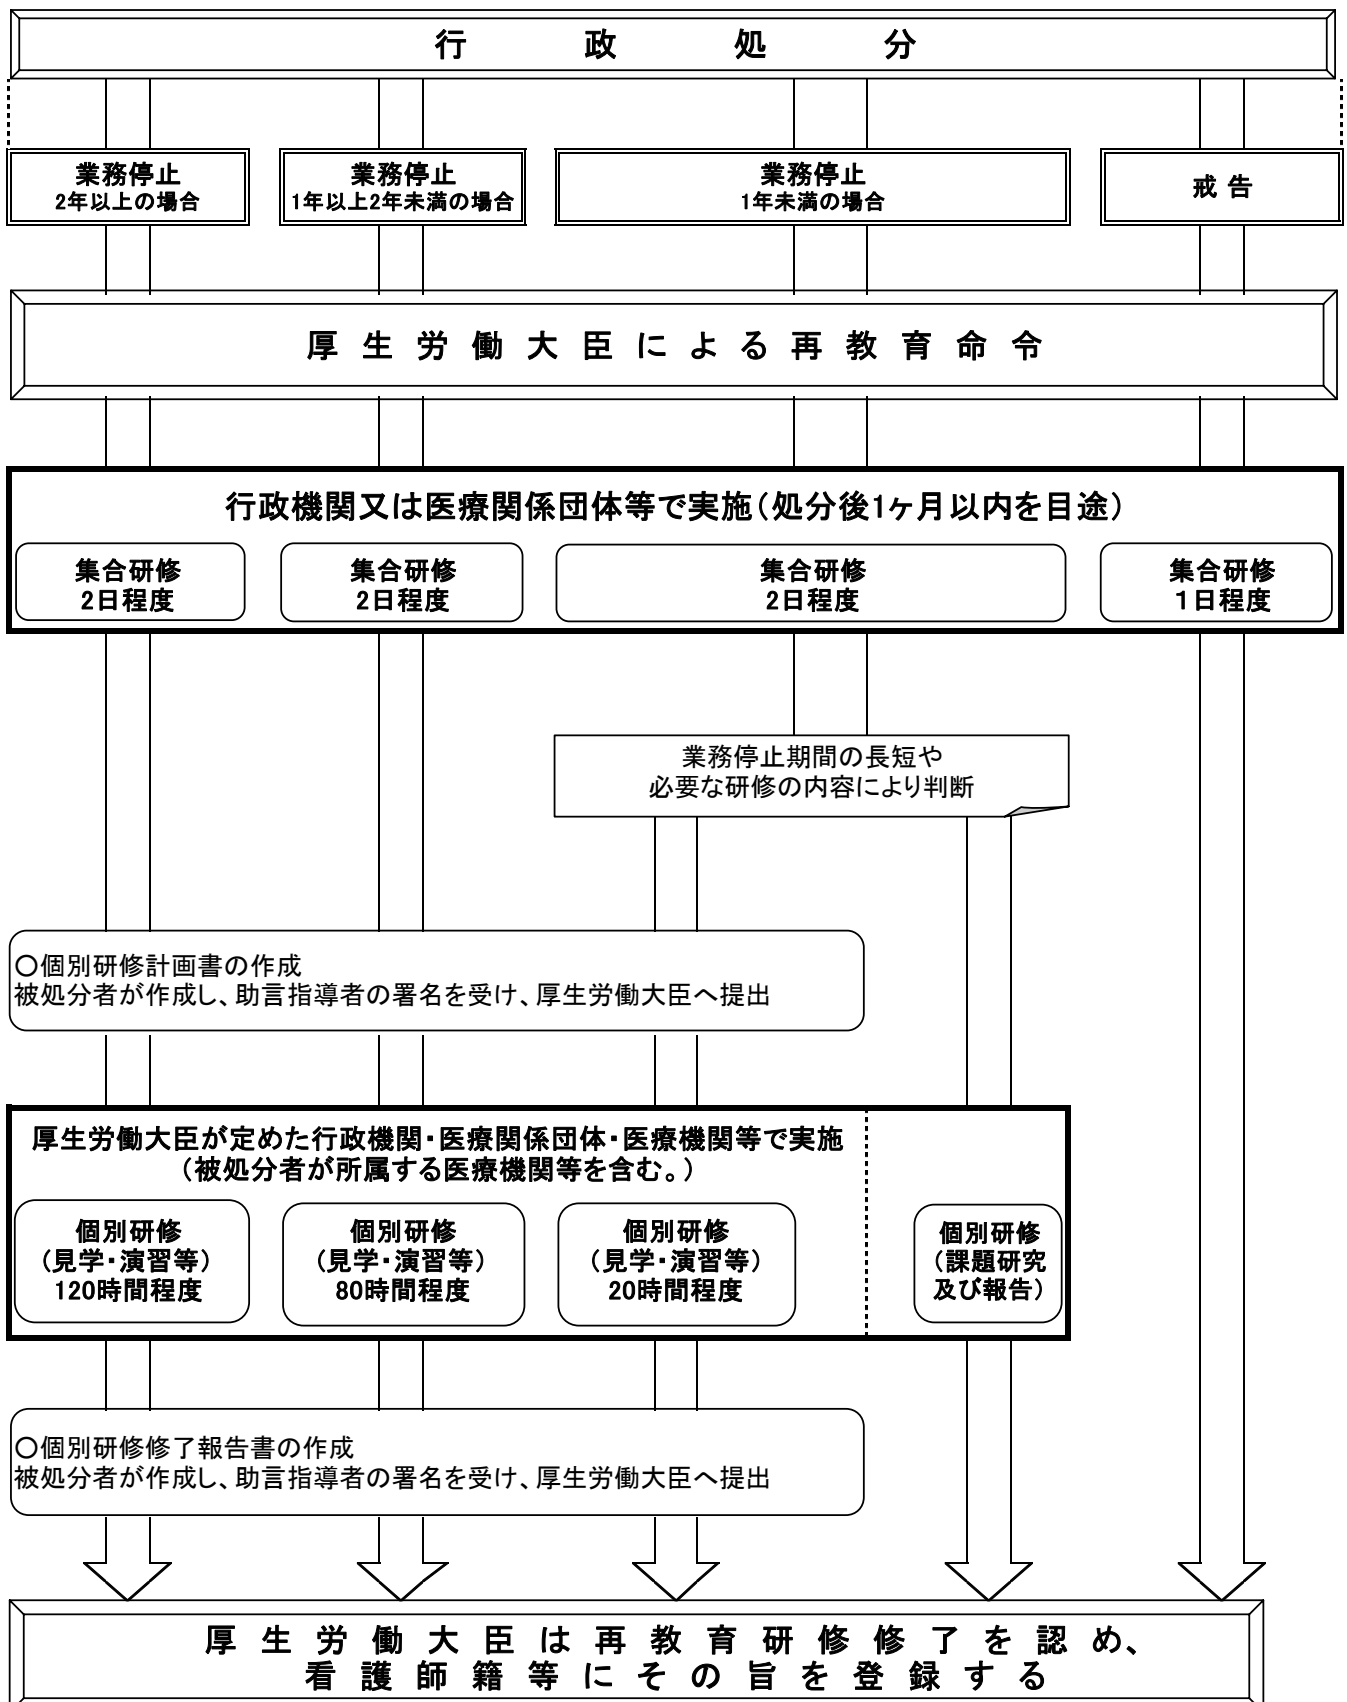 行政処分
業務停止
2年以上の場合
業務停止
1年以上2年未満の場合
業務停止
1年未満の場合
戒告
厚生労働大臣による再教育命令
行政機関又は医療関係団体等で実施（処分後1ヶ月以内を目途）
集合研修
2日程度
集合研修
2日程度
集合研修
2日程度
集合研修
1日程度
業務停止期間の長短や
必要な研修の内容により判断
○個別研修計画書の作成
被処分者が作成し、助言指導者の署名を受け、厚生労働大臣へ提出
厚生労働大臣が定めた行政機関・医療関係団体・医療機関等で実施
（被処分者が所属する医療機関等を含む。）
個別研修
（見学・演習等）
120時間程度
個別研修
（見学・演習等）
80時間程度
個別研修
（見学・演習等）
20時間程度
個別研修
（課題研究
及び報告）
○個別研修修了報告書の作成
被処分者が作成し、助言指導者の署名を受け、厚生労働大臣へ提出
厚生労働大臣は再教育研修修了を認め、
看護師籍等にその旨を登録する